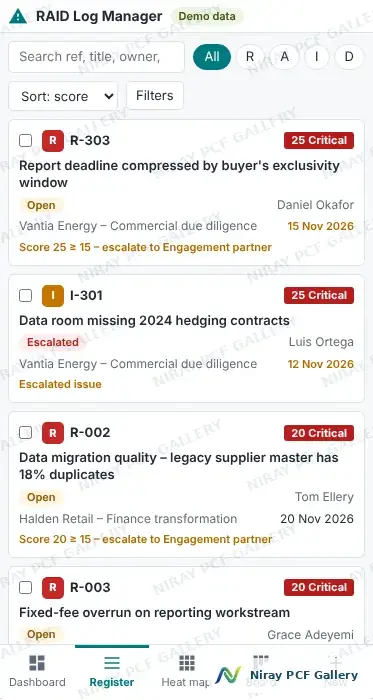 RAID Log Manager Demo data
Search ref, title, owner, All R A I D
Sort: score Filters
R R-303 25 Critical
Report deadline compressed by buyer's exclusivity
window
Open Daniel Okafor
Vantia Energy – Commercial due diligence 15 Nov 2026
Score 25 ≥ 15 – escalate to Engagement partner
I I-301 25 Critical
Data room missing 2024 hedging contracts
Escalated Luis Ortega
Vantia Energy – Commercial due diligence 12 Nov 2026
Escalated issue
R R-002 20 Critical
Data migration quality – legacy supplier master has
18% duplicates
Open Tom Ellery
Halden Retail – Finance transformation 20 Nov 2026
Score 20 ≥ 15 – escalate to Engagement partner
R R-003 20 Critical
Fixed-fee overrun on reporting workstream
Open Grace Adeyemi
Dashboard Register Heat map
Niray PCF Gallery
NIRAY PCF GALLERY